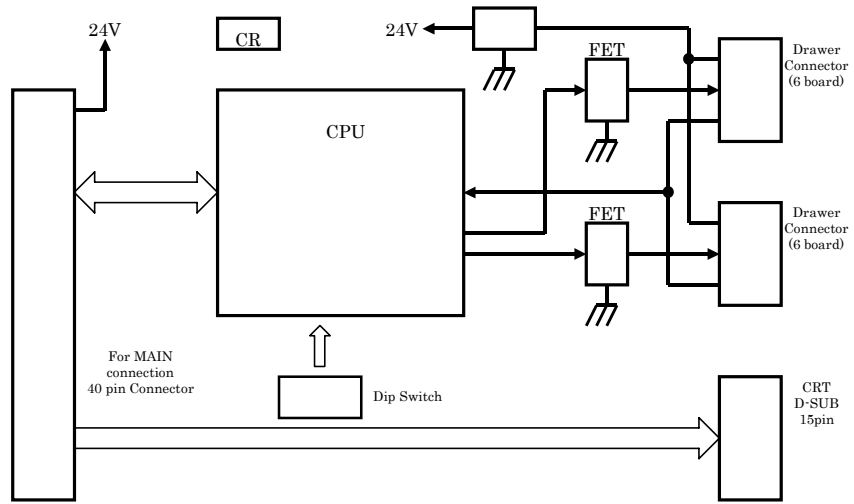 24V
CR
24V
FET
Drawer
Connector
(6 board)
CPU
FET
Drawer
Connector
(6 board)
For MAIN
connection
40 pin Connector
Dip Switch
CRT
D-SUB
15pin